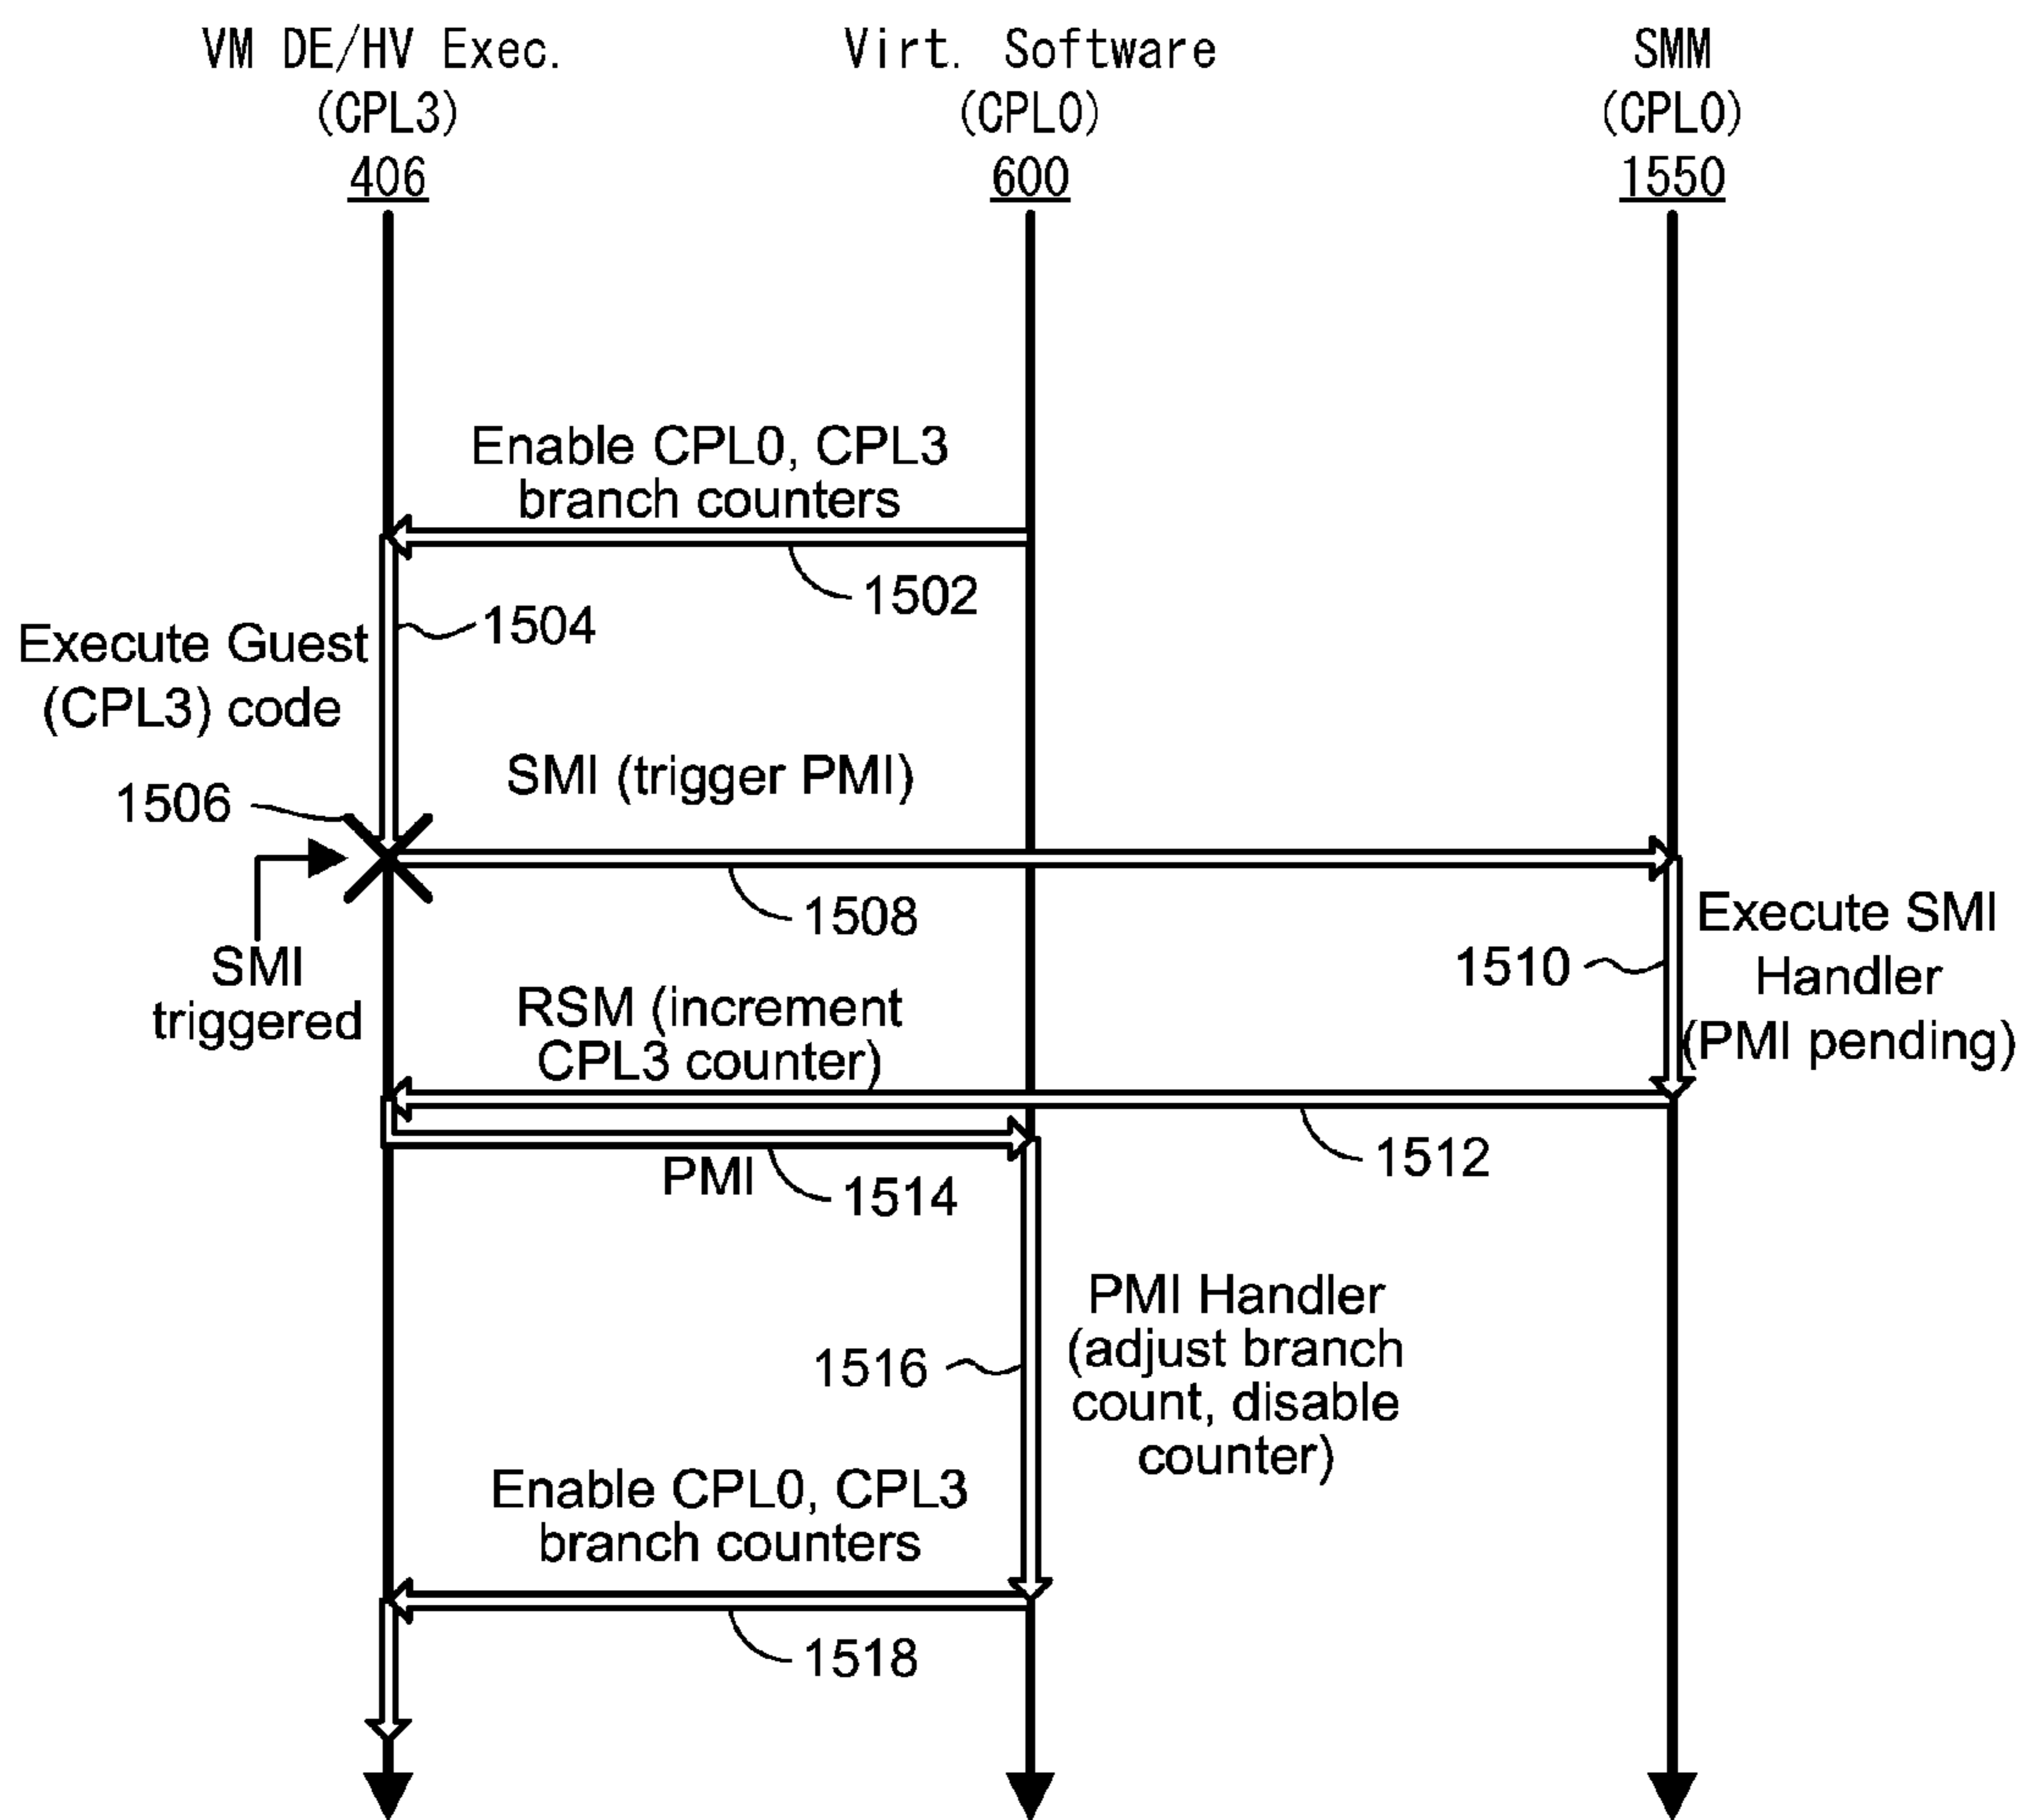 VM DE/HV Exec.
(CPL3)
406
Virt. Software
(CPL0)
600
SMM
(CPL0)
1550
Enable CPL0, CPL3
branch counters
1502
1504
Execute Guest
(CPL3) code
SMI (trigger PMI)
1506
1508
SMI
triggered
Execute SMI
Handler
(PMI pending)
1510
RSM (increment
CPL3 counter)
1512
PMI
1514
PMI Handler
(adjust branch
count, disable
counter)
1516
Enable CPL0, CPL3
branch counters
1518